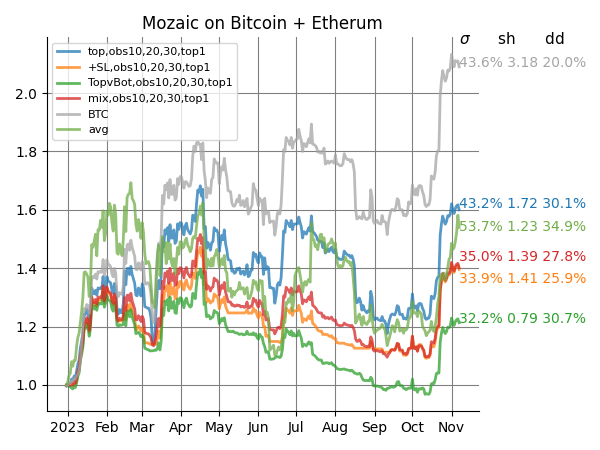 Mozaic on Bitcoin + Etherum
σ sh dd
top,obs10,20,30,top1
+SL,obs10,20,30,top1
TopvBot,obs10,20,30,top1
mix,obs10,20,30,top1
BTC
avg
43.6% 3.18 20.0%
43.2% 1.72 30.1%
53.7% 1.23 34.9%
35.0% 1.39 27.8%
33.9% 1.41 25.9%
32.2% 0.79 30.7%
2.0
1.8
1.6
1.4
1.2
1.0
2023 Feb Mar Apr May Jun Jul Aug Sep Oct Nov